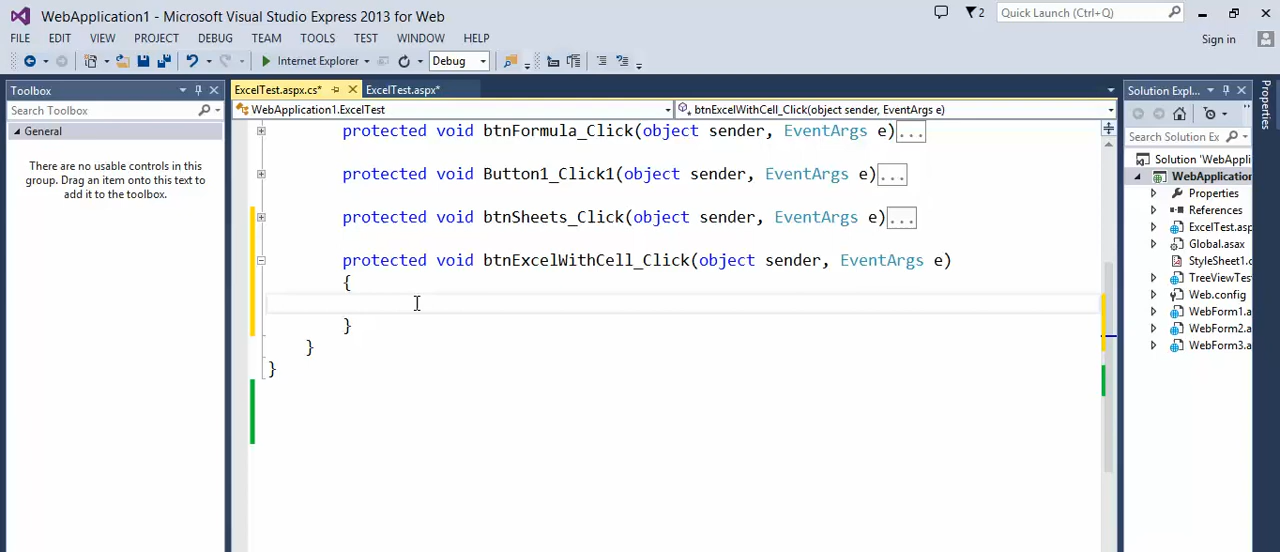 WebApplication1 - Microsoft Visual Studio Express 2013 for Web
2
Quick Launch (Ctrl+Q)
FILE EDIT VIEW PROJECT DEBUG TEAM TOOLS TEST WINDOW HELP
Sign in
Internet Explorer
Debug
Toolbox
Search Toolbox
General
There are no usable controls in this
group. Drag an item onto this text to
add it to the toolbox.
ExcelTest.aspx.cs*
ExcelTest.aspx*
WebApplication1.ExcelTest
btnExcelWithCell_Click(object sender, EventArgs e)
protected void btnFormula_Click(object sender, EventArgs e)...
protected void Button1_Click1(object sender, EventArgs e)...
protected void btnSheets_Click(object sender, EventArgs e)...
protected void btnExcelWithCell_Click(object sender, EventArgs e)
{
}
}
}
Solution Expl...
Search Solution Ex
Solution 'WebAppli
WebApplication
Properties
References
ExcelTest.asp
Global.asax
StyleSheet1.c
TreeViewTest
Web.config
WebForm1.a
WebForm2.a
WebForm3.a
Properties